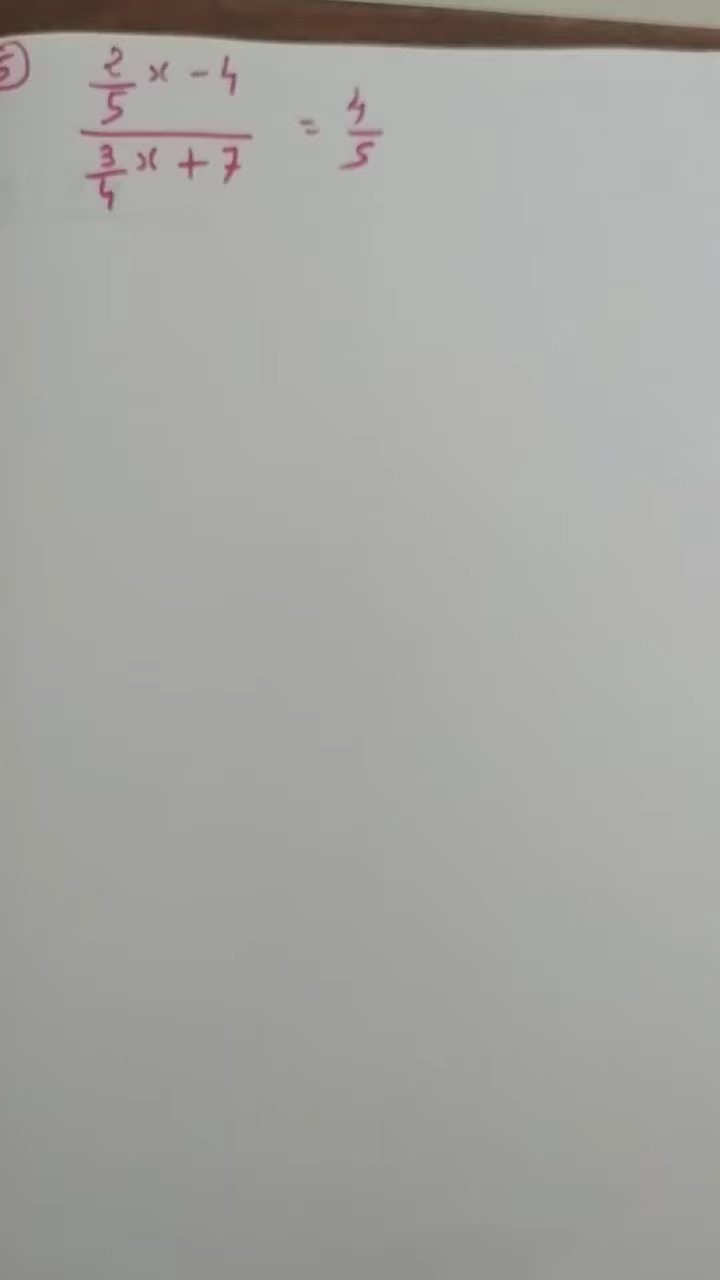 5 (2/5 x - 4) / (3/4 x + 7) = 4/5